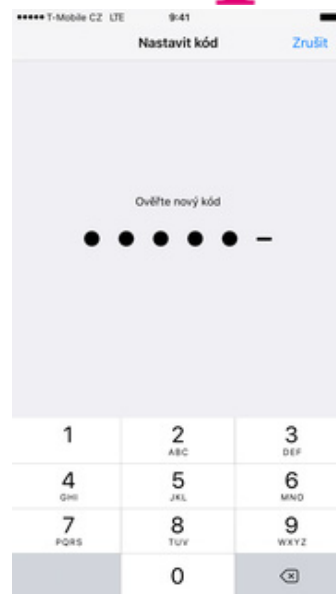 T-Mobile CZ LTE 9:41
Nastavit kód Zrušit
Ověřte nový kód
1 2 3
ABC DEF
4 5 6
GHI JKL MNO
7 8 9
PQRS TUV WXYZ
0